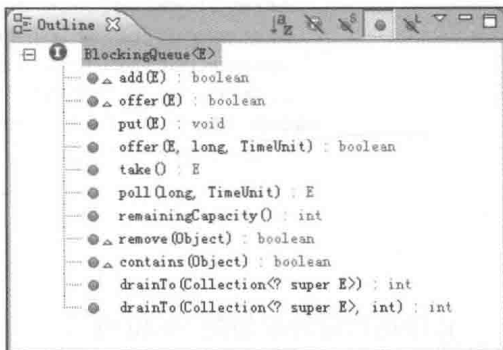 Outline
BlockingQueue<E>
add(E) : boolean
offer(E) : boolean
put(E) : void
offer(E, long, TimeUnit) : boolean
take() : E
poll(long, TimeUnit) : E
remainingCapacity() : int
remove(Object) : boolean
contains(Object) : boolean
drainTo(Collection<? super E>) : int
drainTo(Collection<? super E>, int) : int